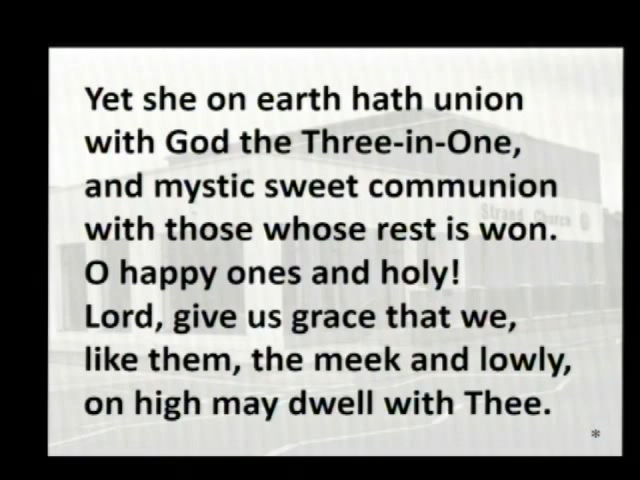 Yet she on earth hath union
with God the Three-in-One,
and mystic sweet communion
with those whose rest is won.
O happy ones and holy!
Lord, give us grace that we,
like them, the meek and lowly,
on high may dwell with Thee.
*
Strand Church